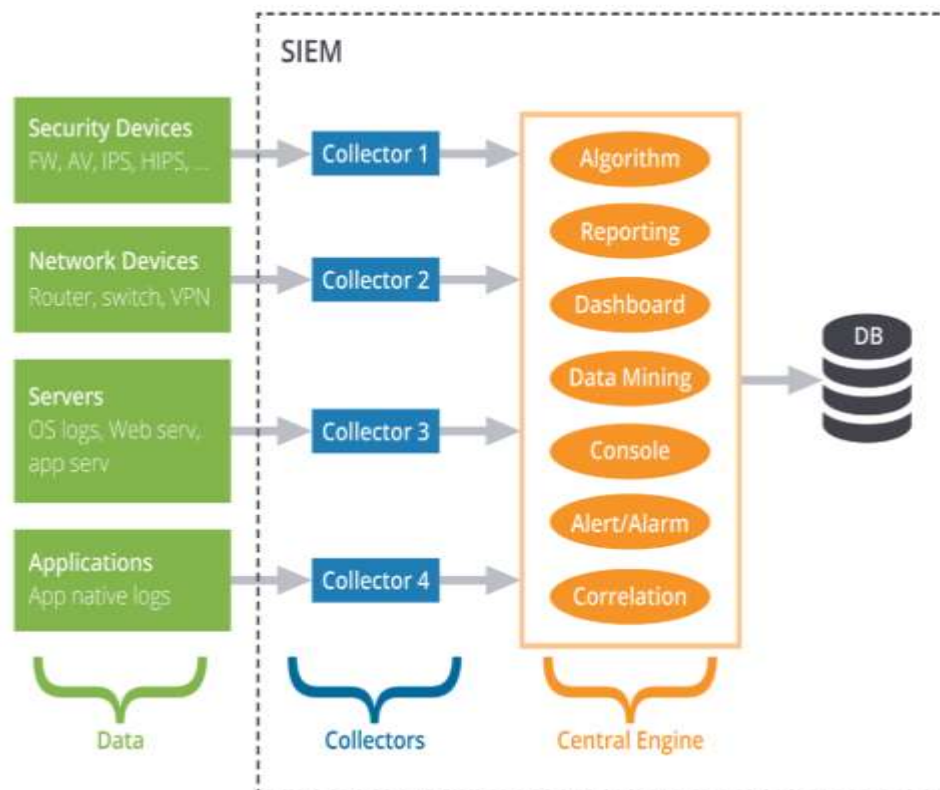 SIEM
Security Devices
FW, AV, IPS, HIPS, ...
Collector 1
Network Devices
Router, switch, VPN
Collector 2
Servers
OS logs, Web serv,
app serv
Collector 3
Applications
App native logs
Collector 4
Algorithm
Reporting
Dashboard
Data Mining
Console
Alert/Alarm
Correlation
DB
Data
Collectors
Central Engine